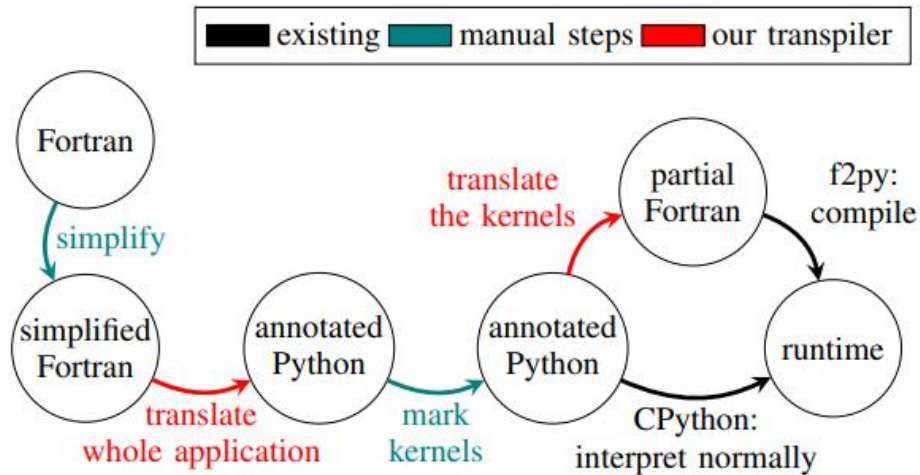 existing manual steps our transpiler
Fortran
simplify
simplified
Fortran
translate
whole application
annotated
Python
mark
kernels
annotated
Python
translate
the kernels
partial
Fortran
f2py:
compile
CPython:
interpret normally
runtime